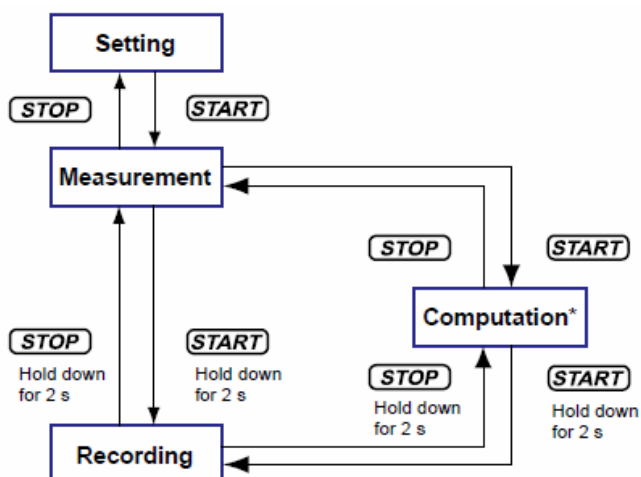 Setting
STOP
START
Measurement
STOP
START
Computation*
STOP
Hold down
for 2 s
START
Hold down
for 2 s
STOP
Hold down
for 2 s
START
Hold down
for 2 s
Recording